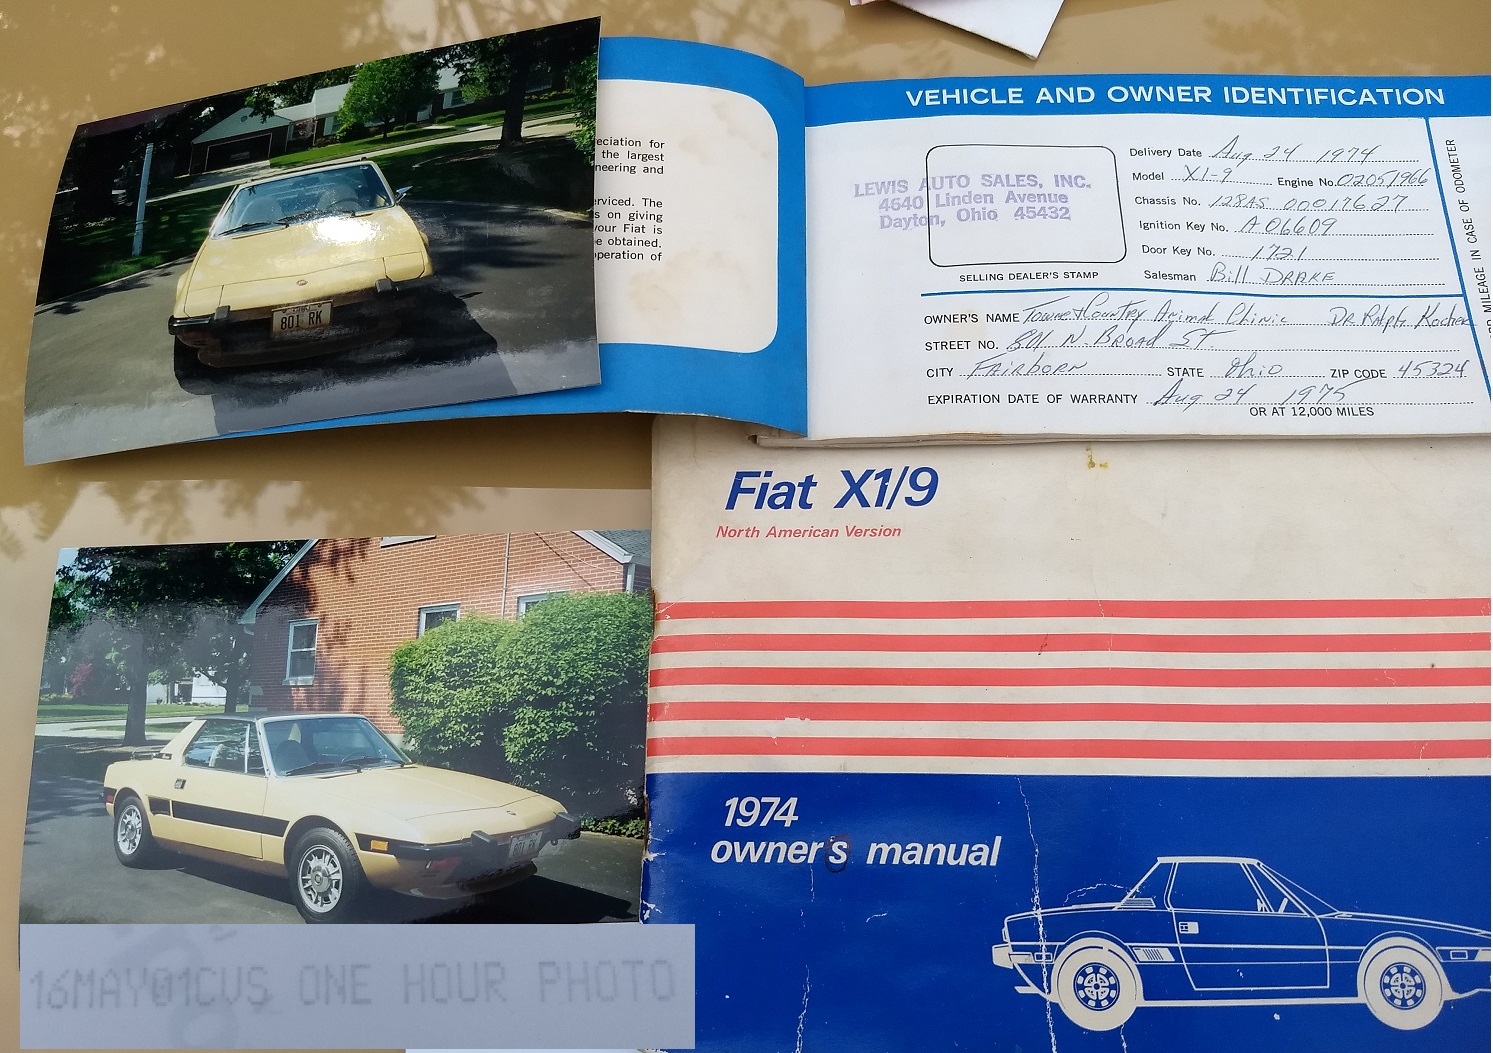 801 RK
eciation for
the largest
neering and
erviced. The
s on giving
your Fiat is
e obtained.
peration of
VEHICLE AND OWNER IDENTIFICATION
LEWIS AUTO SALES, INC.
4640 Linden Avenue
Dayton, Ohio 45432
SELLING DEALER'S STAMP
Delivery Date Aug 24 1974
Model X1-9 Engine No. 02051966
Chassis No. 128AS 00017627
Ignition Key No. A 06609
Door Key No. 1721
Salesman Bill DRAKE
OWNER'S NAME Towne & Country Animal Clinic DR Ralph Kocher
STREET NO. 801 N. BROAD ST.
CITY FAIRBORN STATE Ohio ZIP CODE 45324
EXPIRATION DATE OF WARRANTY Aug 24 1975
OR AT 12,000 MILES
MILEAGE IN CASE OF ODOMETER
Fiat X1/9
North American Version
1974
owner's manual
801 RK
16MAY01CVS ONE HOUR PHOTO